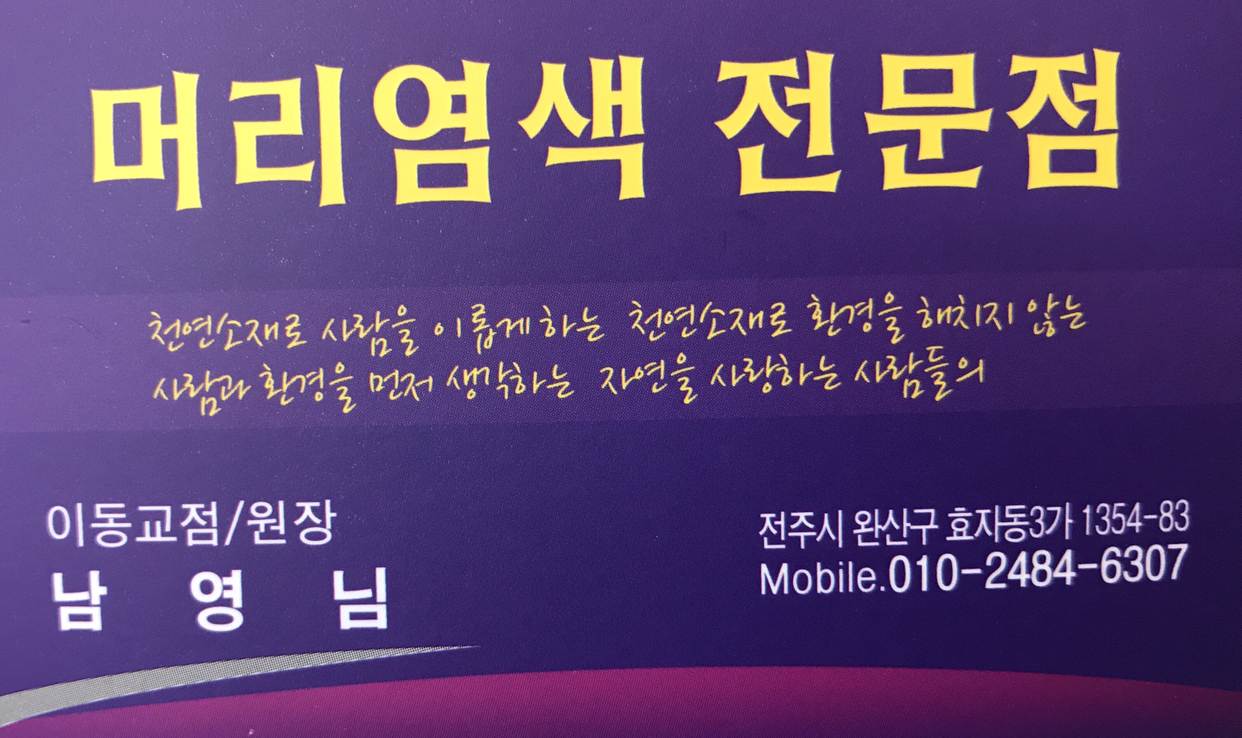 머리염색 전문점
천연소재로 사람을 이롭게 하는 천연소재로 환경을 해치지 않는
사람과 환경을 먼저 생각하는 자연을 사랑하는 사람들의
이동교점/원장
남 영 님
전주시 완산구 효자동3가 1354-83
Mobile.010-2484-6307